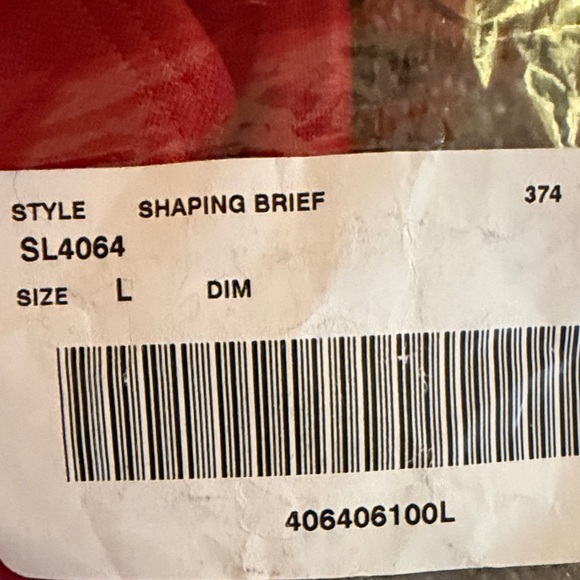 STYLE SHAPING BRIEF 374
SL4064
SIZE L DIM
406406100L